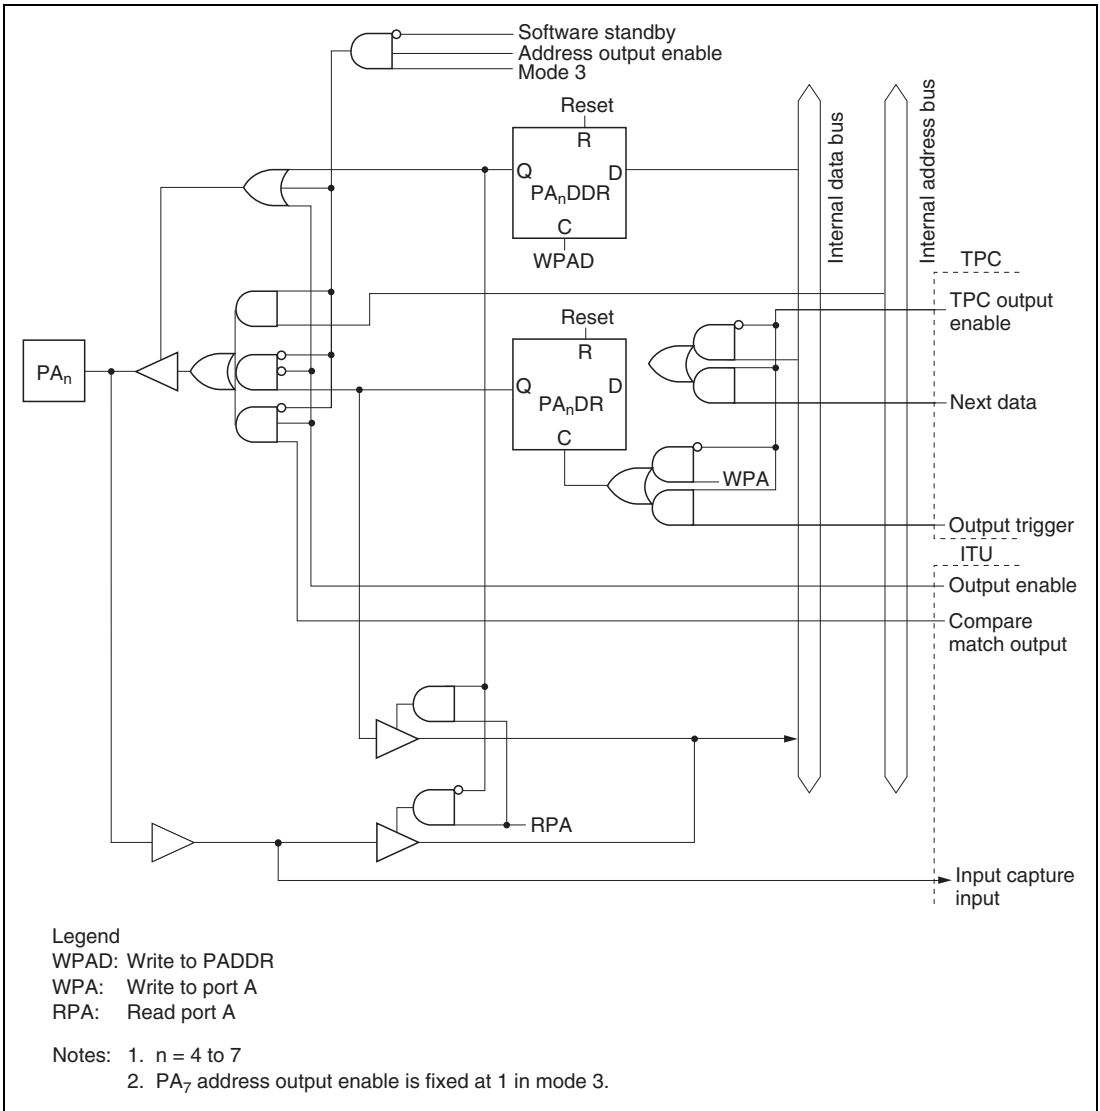 Software standby
Address output enable
Mode 3
Reset
R
Q
D
PAnDDR
C
WPAD
Internal data bus
Internal address bus
TPC
TPC output
enable
Reset
R
Q
D
PAnDR
C
PAn
Next data
WPA
Output trigger
ITU
Output enable
Compare
match output
RPA
Input capture
input
Legend
WPAD: Write to PADDR
WPA: Write to port A
RPA: Read port A
Notes: 1. n = 4 to 7
2. PA7 address output enable is fixed at 1 in mode 3.